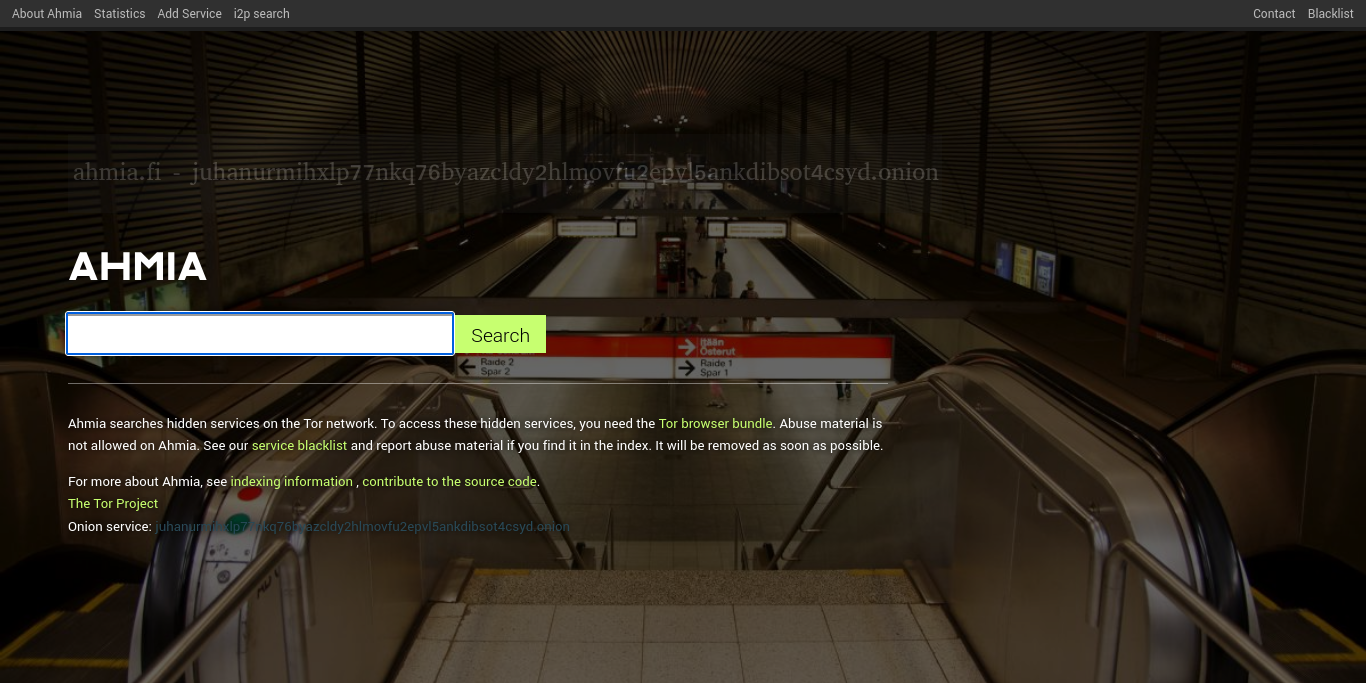 About Ahmia Statistics Add Service i2p search Contact Blacklist
ahmia.fi - juhanurmihxlp77nkq76byazcldy2hlmovfu2epvl5ankdibsot4csyd.onion
AHMIA
Search
Itään
Österut
Raide 2
Spar 2
Raide 1
Spar 1
Ahmia searches hidden services on the Tor network. To access these hidden services, you need the Tor browser bundle. Abuse material is
not allowed on Ahmia. See our service blacklist and report abuse material if you find it in the index. It will be removed as soon as possible.
For more about Ahmia, see indexing information , contribute to the source code.
The Tor Project
Onion service: juhanurmihxlp77nkq76byazcldy2hlmovfu2epvl5ankdibsot4csyd.onion